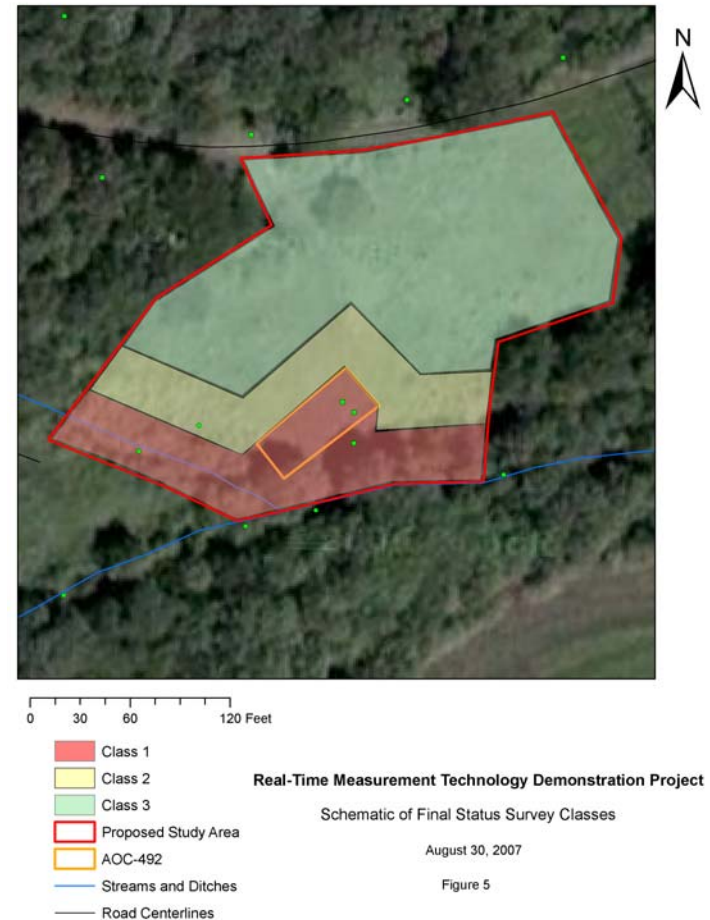 N
0 30 60 120 Feet
Class 1
Class 2
Class 3
Proposed Study Area
AOC-492
Streams and Ditches
Road Centerlines
Real-Time Measurement Technology Demonstration Project
Schematic of Final Status Survey Classes
August 30, 2007
Figure 5